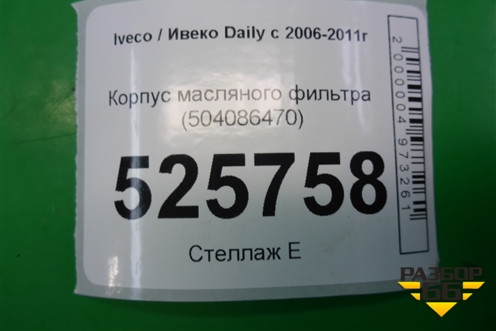 Iveco / Ивеко Daily с 2006-2011г
Корпус масляного фильтра
(504086470)
525758
Стеллаж Е
2000004973261
РАЗБОР
66